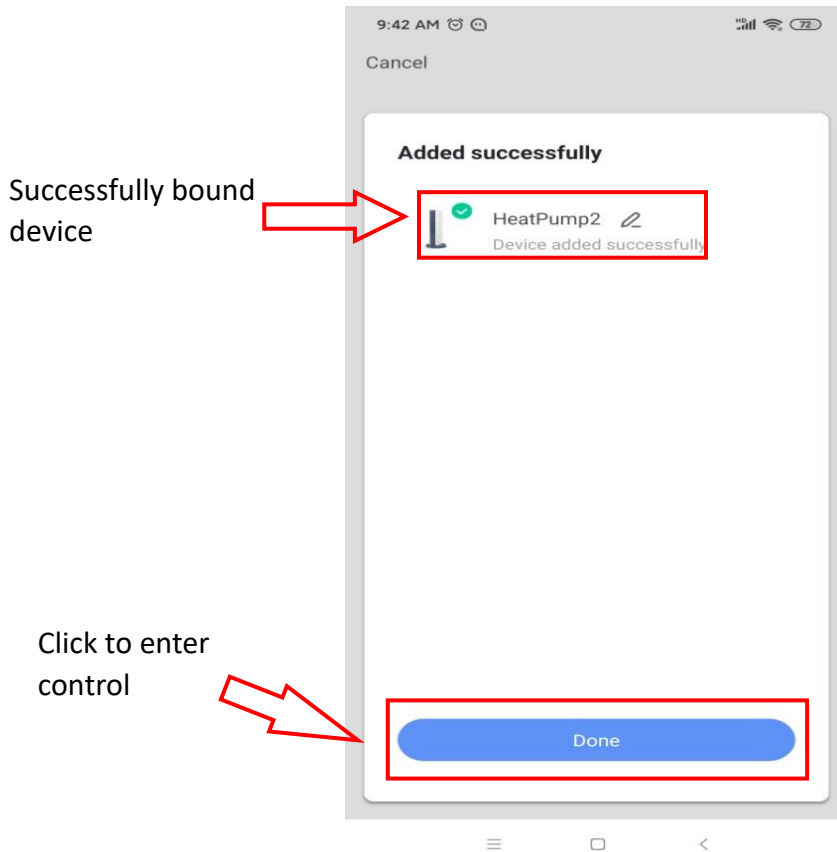 9:42 AM
HD
72
Cancel
Added successfully
Successfully bound
device
HeatPump2
Device added successfully
Click to enter
control
Done